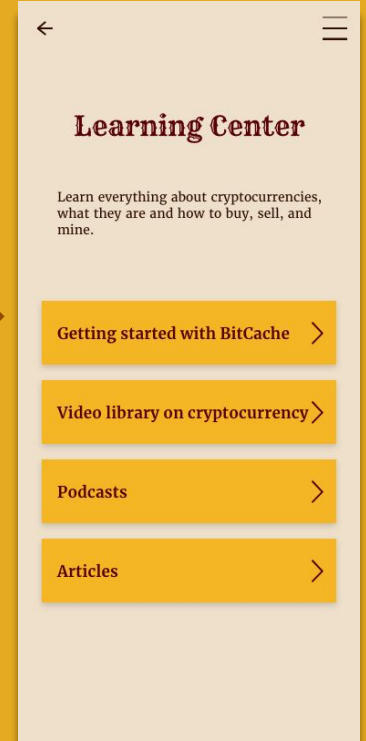 Learning Center
Learn everything about cryptocurrencies,
what they are and how to buy, sell, and
mine.
Getting started with BitCache
Video library on cryptocurrency
Podcasts
Articles